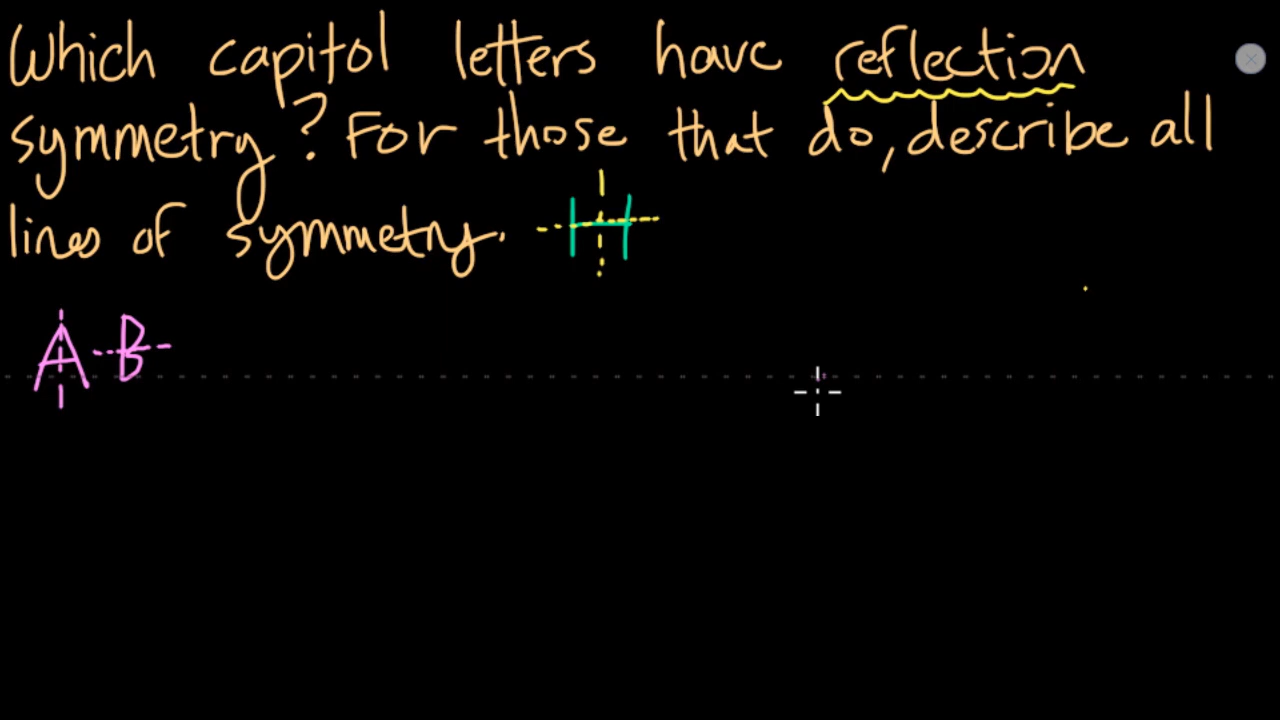 Which capitol letters have reflection
symmetry? For those that do, describe all
lines of symmetry. H
A B